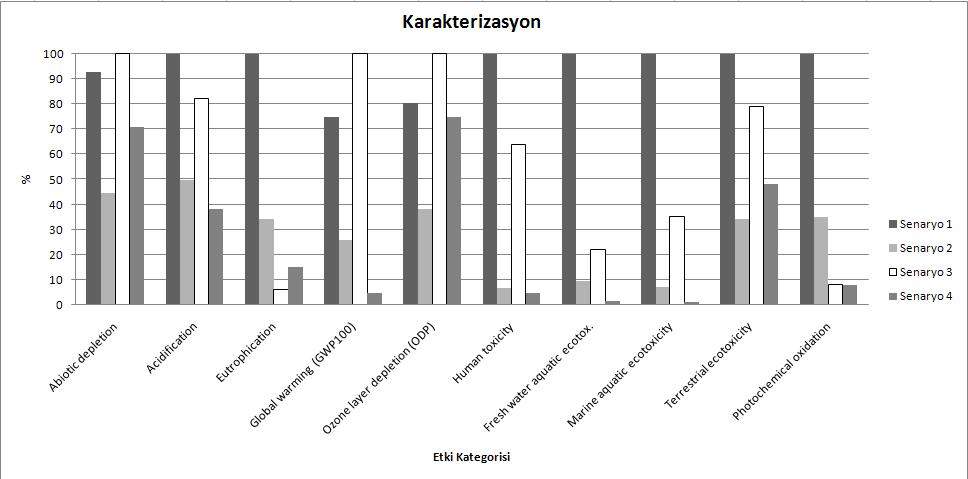 Karakterizasyon
100
90
80
70
60
50
40
30
20
10
0
%
Abiotic depletion
Acidification
Eutrophication
Global warming (GWP100)
Ozone layer depletion (ODP)
Human toxicity
Fresh water aquatic ecotox.
Marine aquatic ecotoxicity
Terrestrial ecotoxicity
Photochemical oxidation
Etki Kategorisi
Senaryo 1
Senaryo 2
Senaryo 3
Senaryo 4